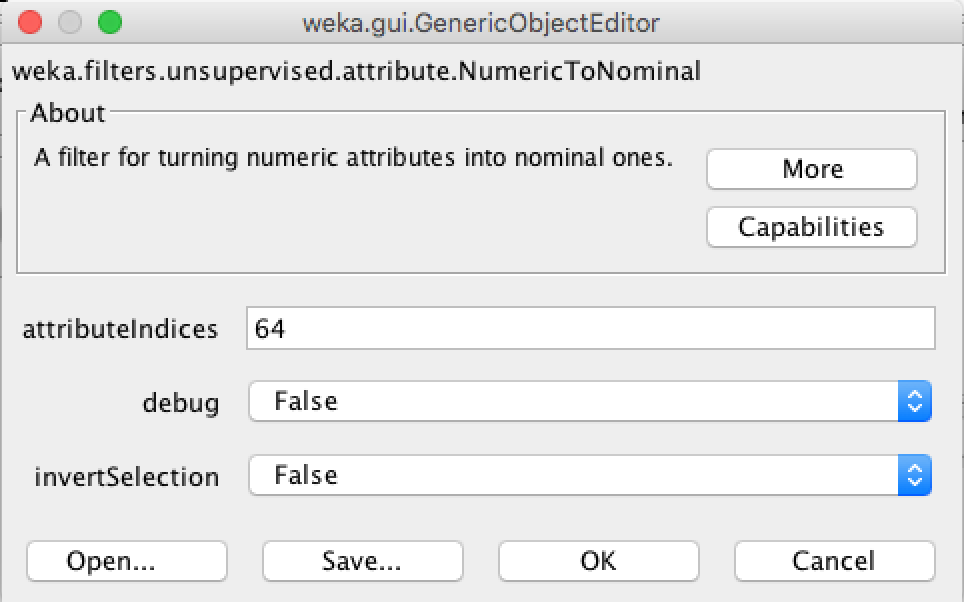 weka.gui.GenericObjectEditor
weka.filters.unsupervised.attribute.NumericToNominal
About
A filter for turning numeric attributes into nominal ones.
More
Capabilities
attributeIndices 64
debug False
invertSelection False
Open... Save... OK Cancel